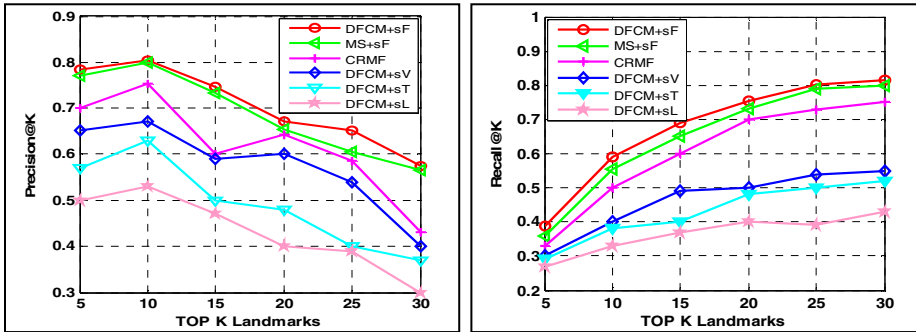 0.9
0.8
0.7
0.6
0.5
0.4
0.3
Precision@K
5 10 15 20 25 30
TOP K Landmarks
DFCM+sF
MS+sF
CRMF
DFCM+sV
DFCM+sT
DFCM+sL
1
0.9
0.8
0.7
0.6
0.5
0.4
0.3
0.2
Recall @K
5 10 15 20 25 30
TOP K Landmarks
DFCM+sF
MS+sF
CRMF
DFCM+sV
DFCM+sT
DFCM+sL